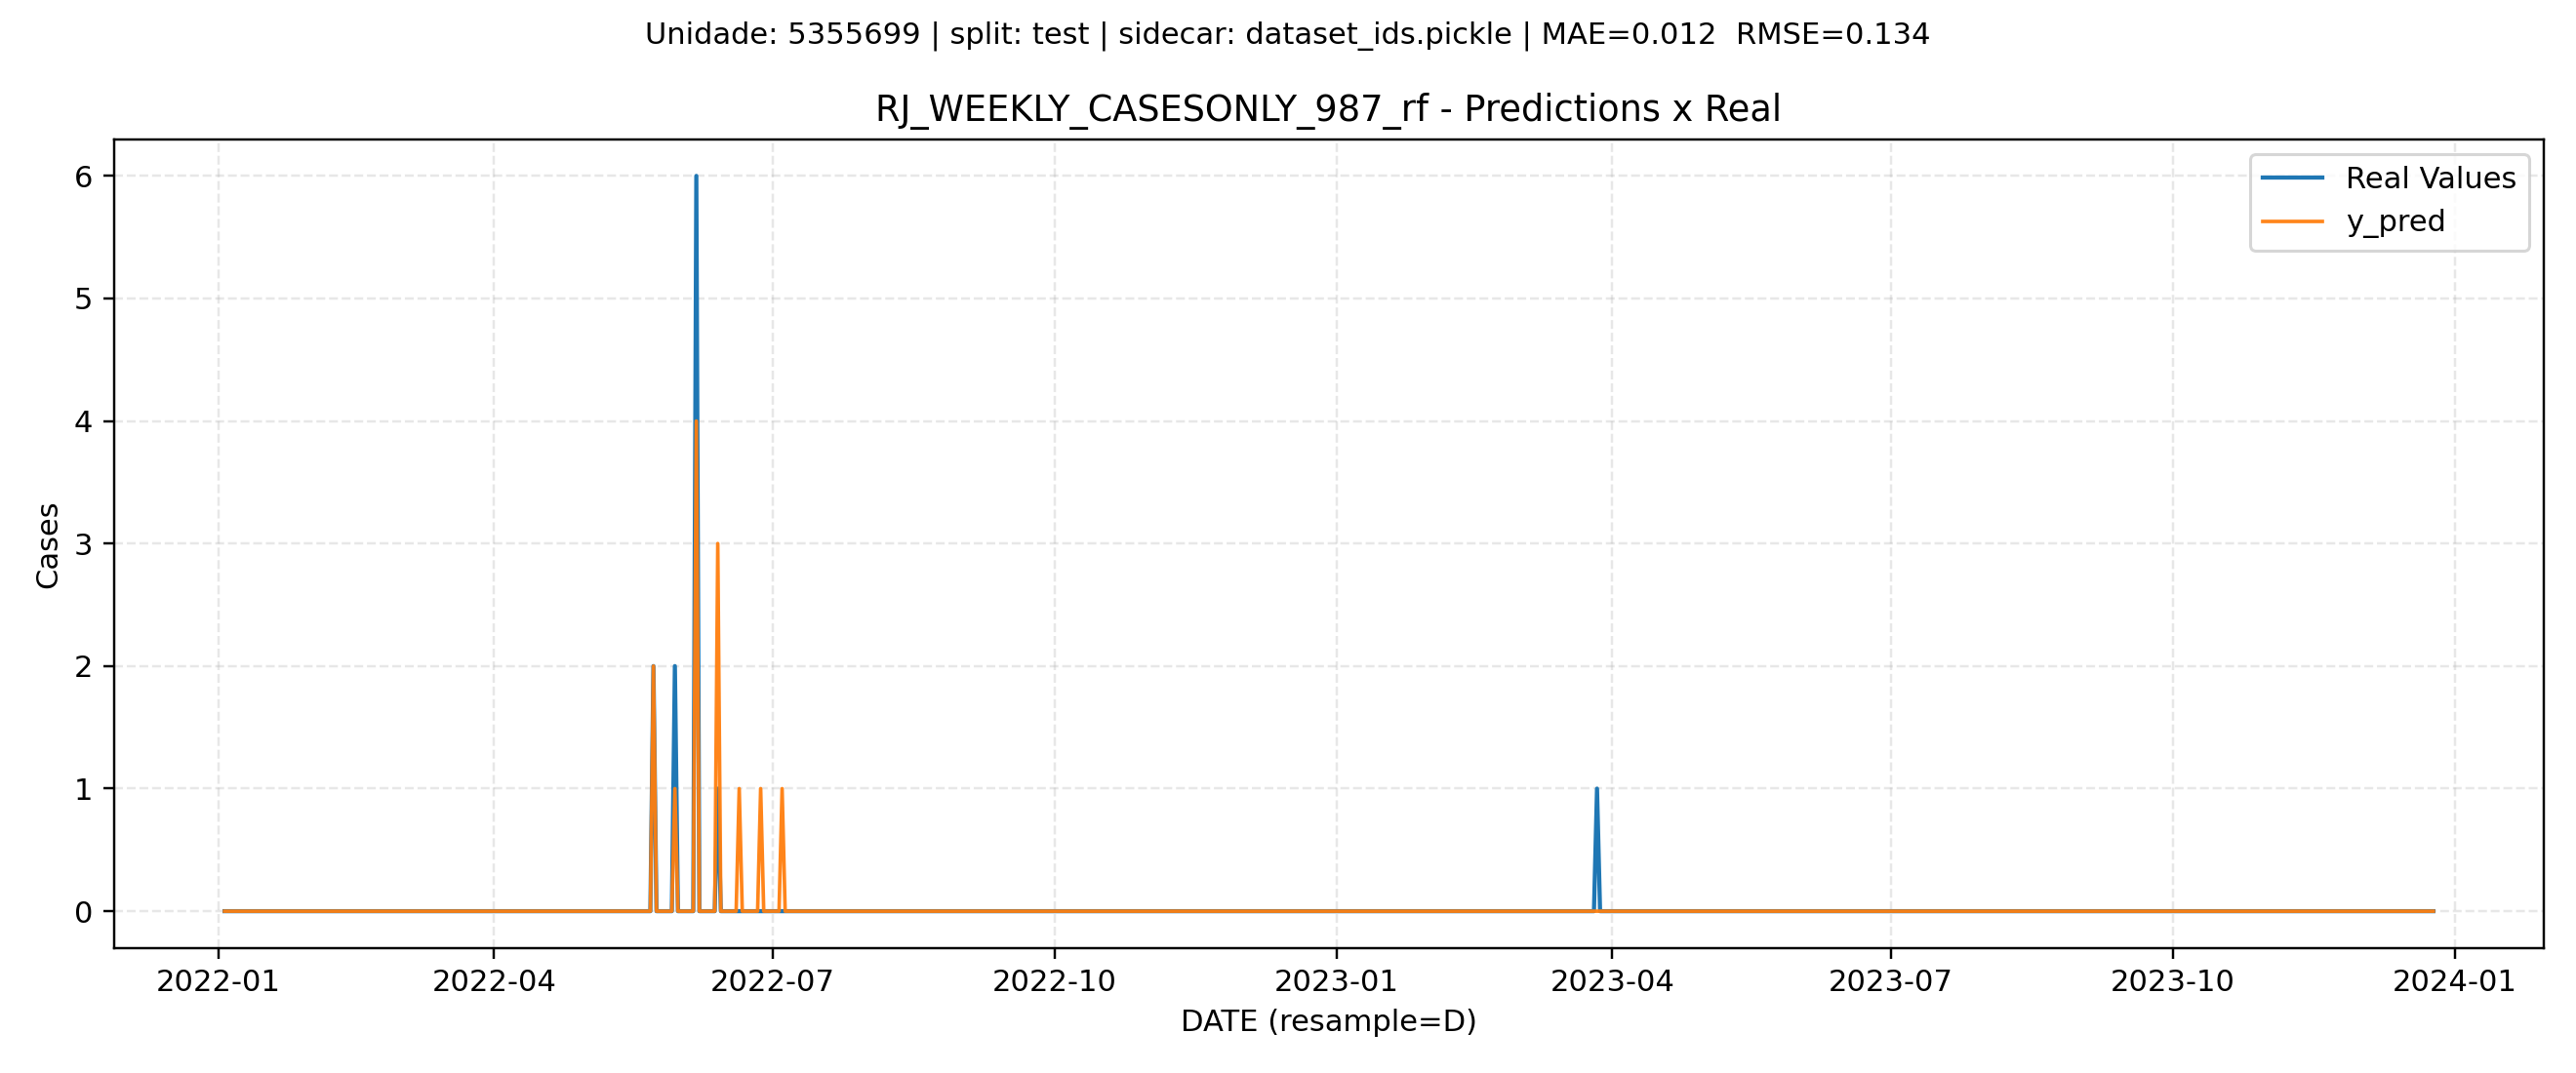 Unidade: 5355699 | split: test | sidecar: dataset_ids.pickle | MAE=0.012  RMSE=0.134
RJ_WEEKLY_CASESONLY_987_rf - Predictions x Real
Real Values
y_pred
6
5
4
3
2
1
0
Cases
2022-01
2022-04
2022-07
2022-10
2023-01
2023-04
2023-07
2023-10
2024-01
DATE (resample=D)